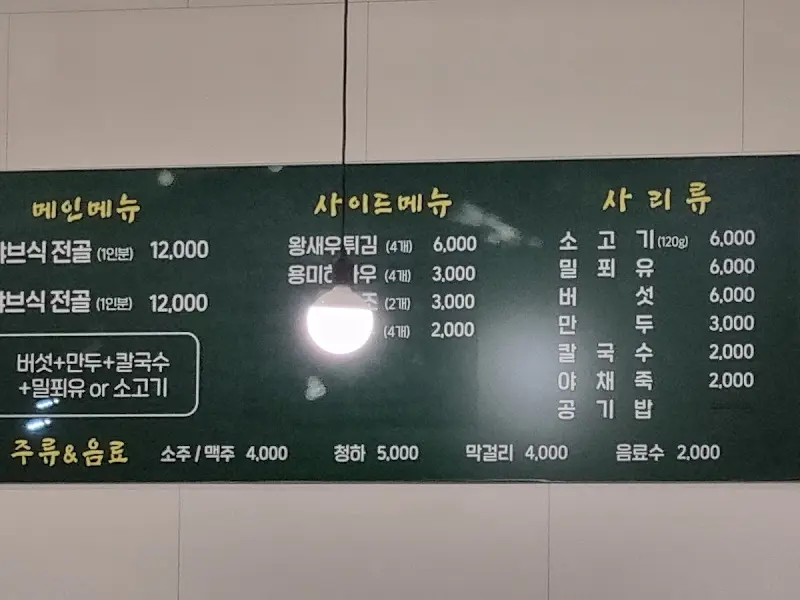 메인메뉴
샤브식 전골 (1인분) 12,000
샤브식 전골 (1인분) 12,000
버섯+만두+칼국수
+밀푀유 or 소고기
사이드메뉴
왕새우튀김 (4개) 6,000
(4개) 3,000
(2개) 3,000
(4개) 2,000
사 리 류
소 고 기 (120g) 6,000
밀 푀 유 6,000
버 섯 6,000
만 두 3,000
칼 국 수 2,000
야 채 죽 2,000
공 기 밥
주류&음료 소주 / 맥주 4,000 청하 5,000 막걸리 4,000 음료수 2,000